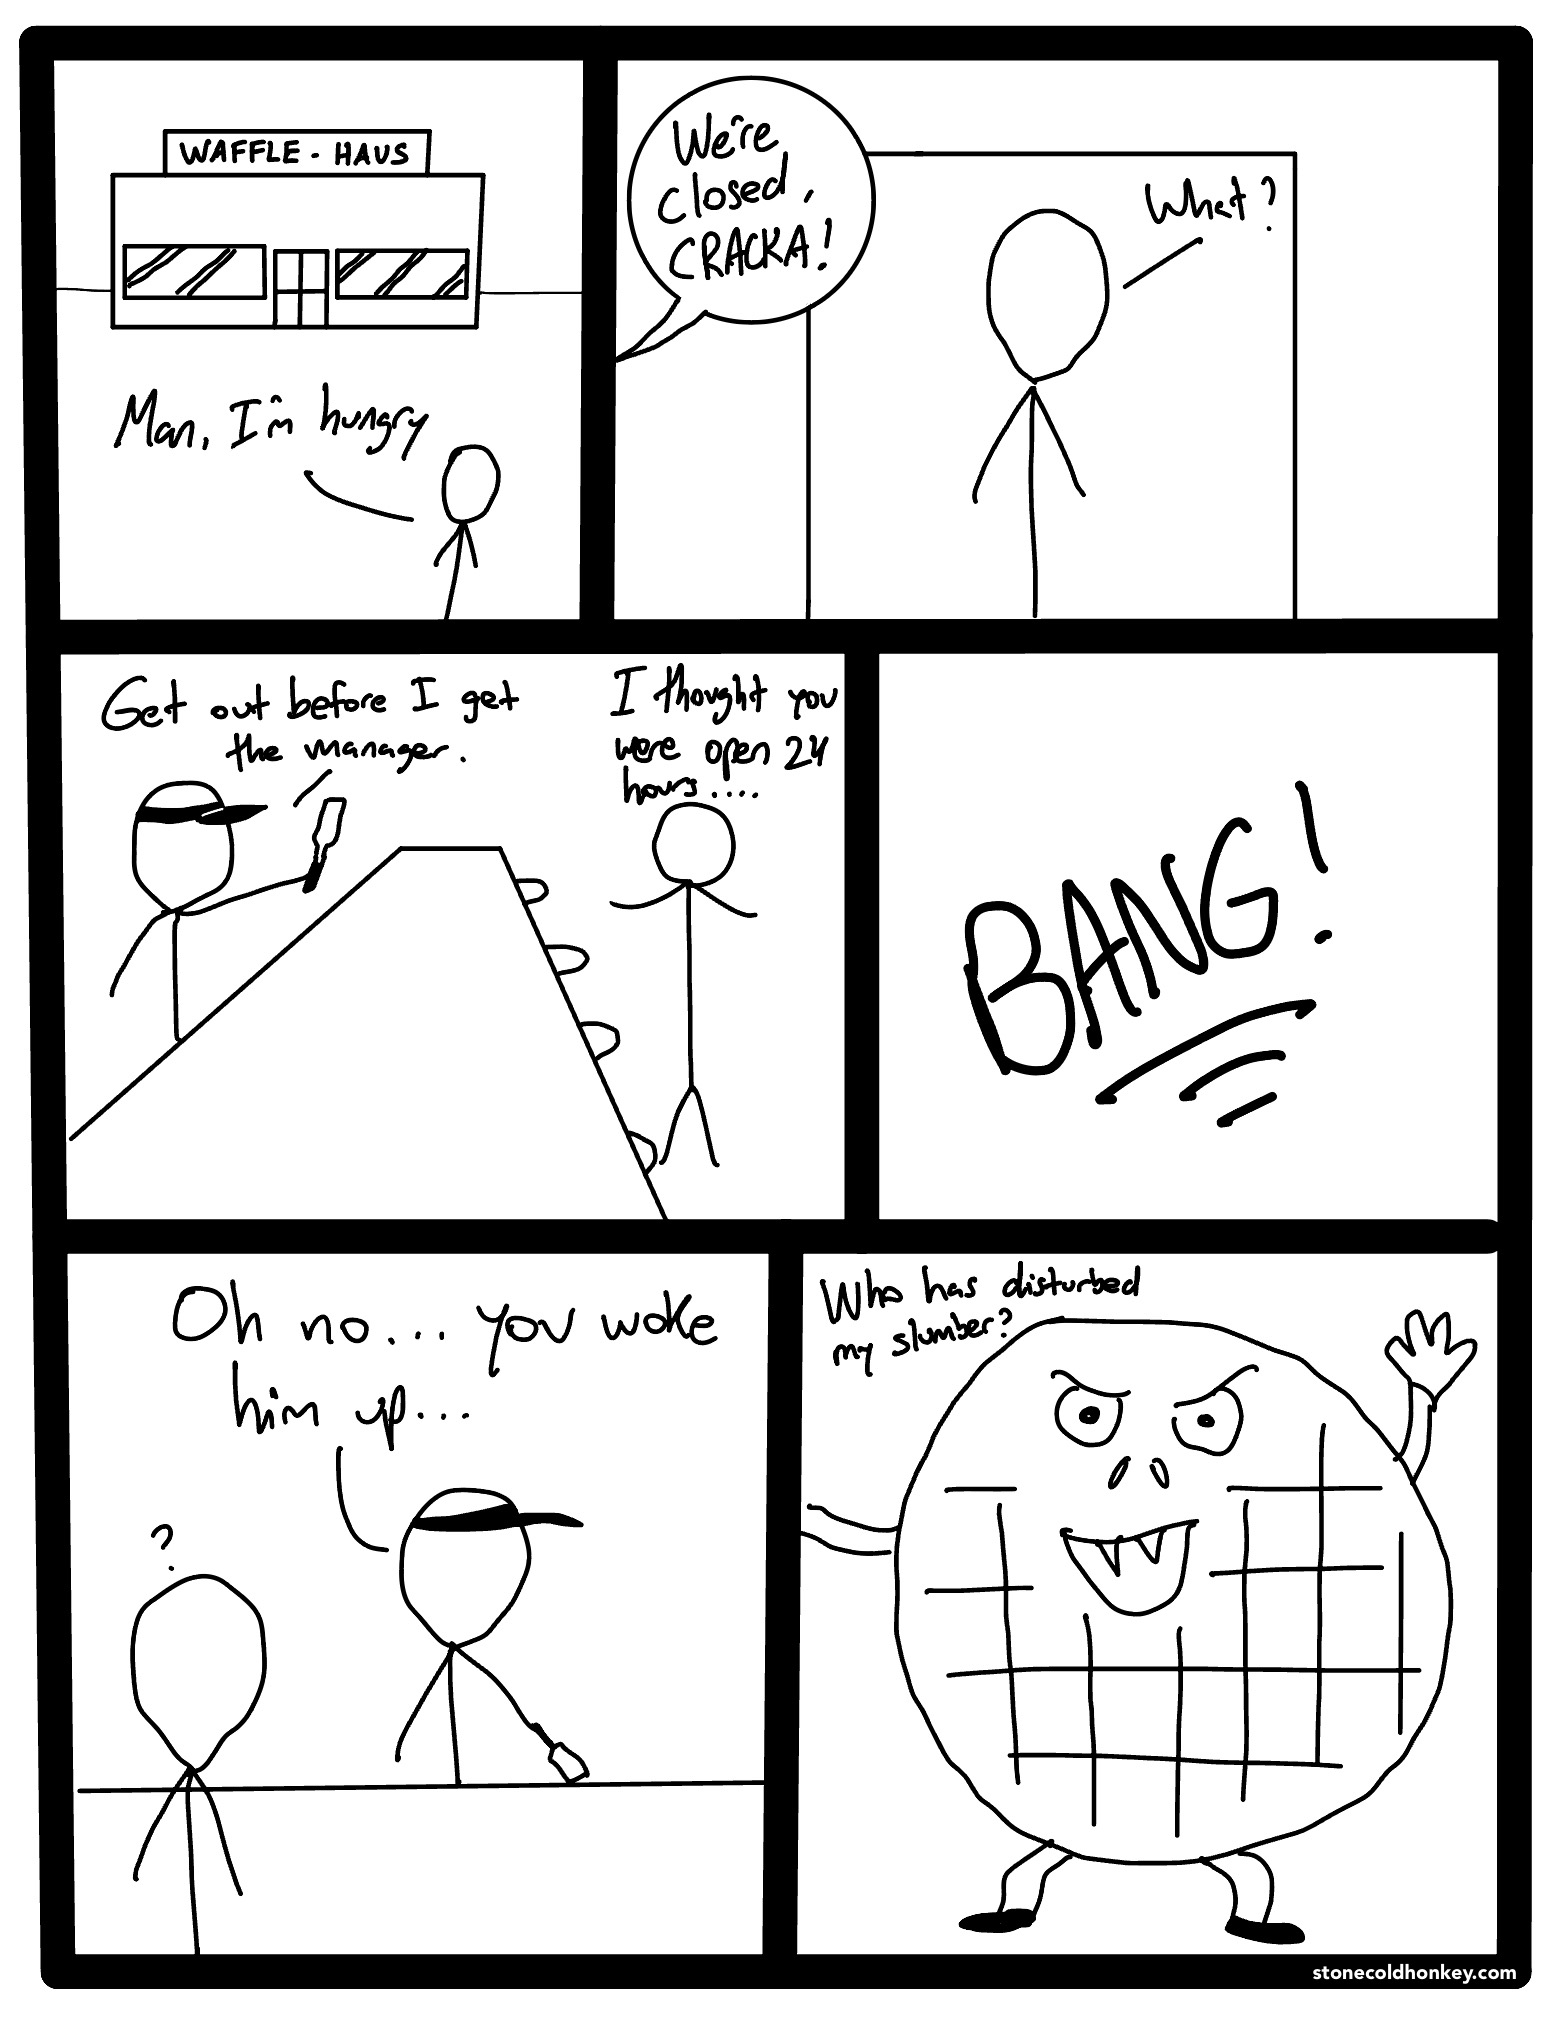 WAFFLE - HAUS
Man, I'm hungry
We're
closed,
CRACKA!
What?
Get out before I get
the manager.
I thought you
were open 24
hours....
BANG!
Oh no... you woke
him up...
?
Who has disturbed
my slumber?
stonecoldhonkey.com